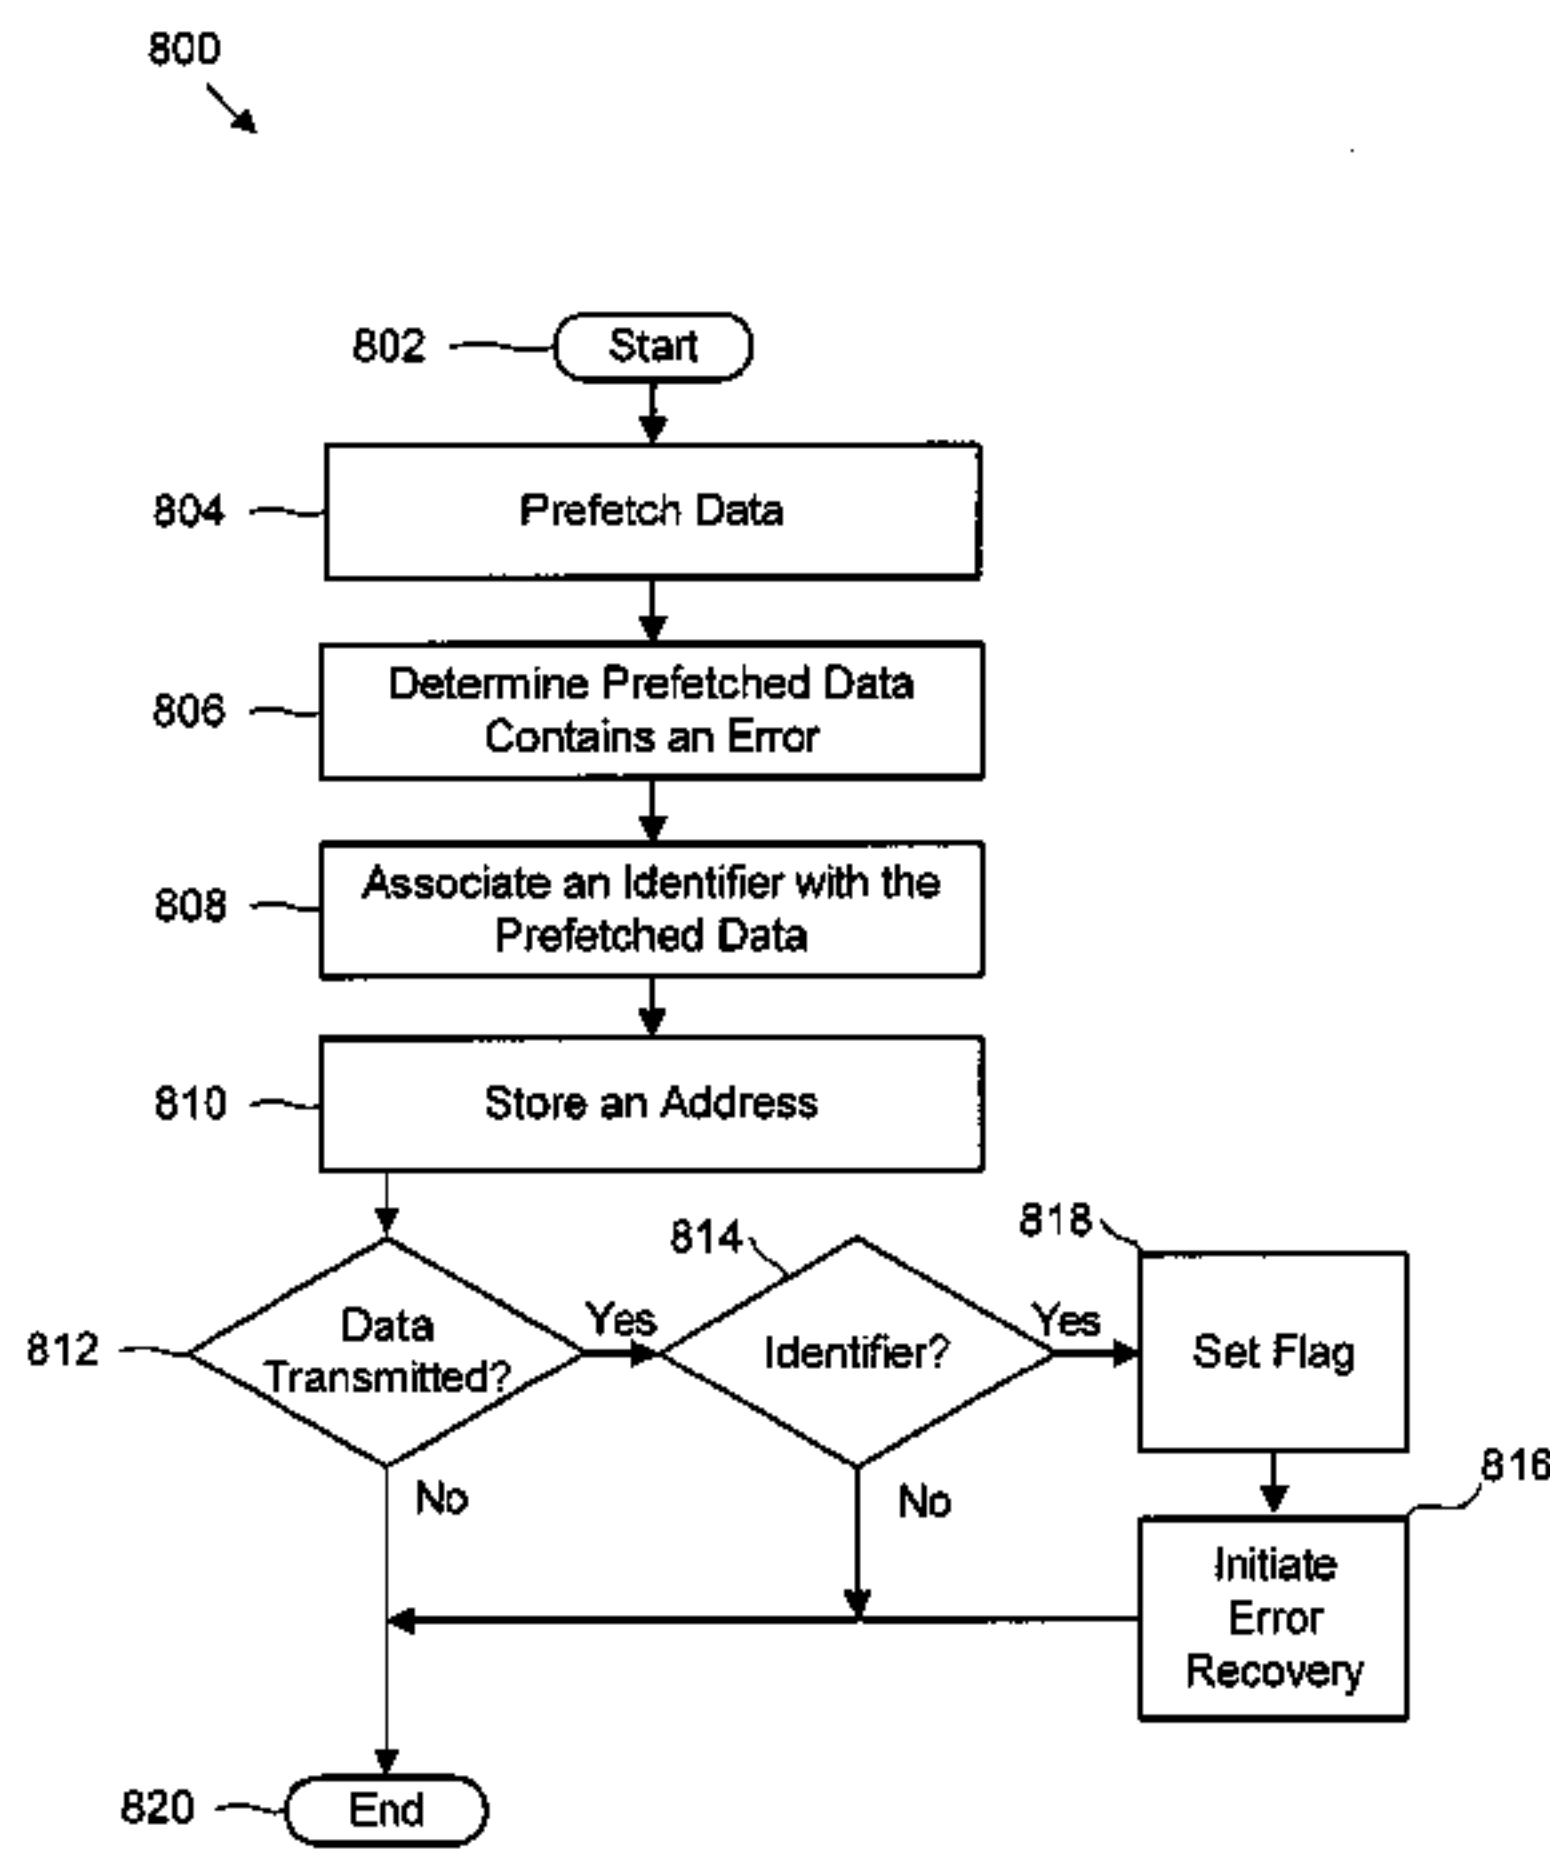 800
802
Start
804
Prefetch Data
806
Determine Prefetched Data
Contains an Error
808
Associate an Identifier with the
Prefetched Data
810
Store an Address
812
Data
Transmitted?
Yes
No
814
Identifier?
Yes
No
818
Set Flag
816
Initiate
Error
Recovery
820
End